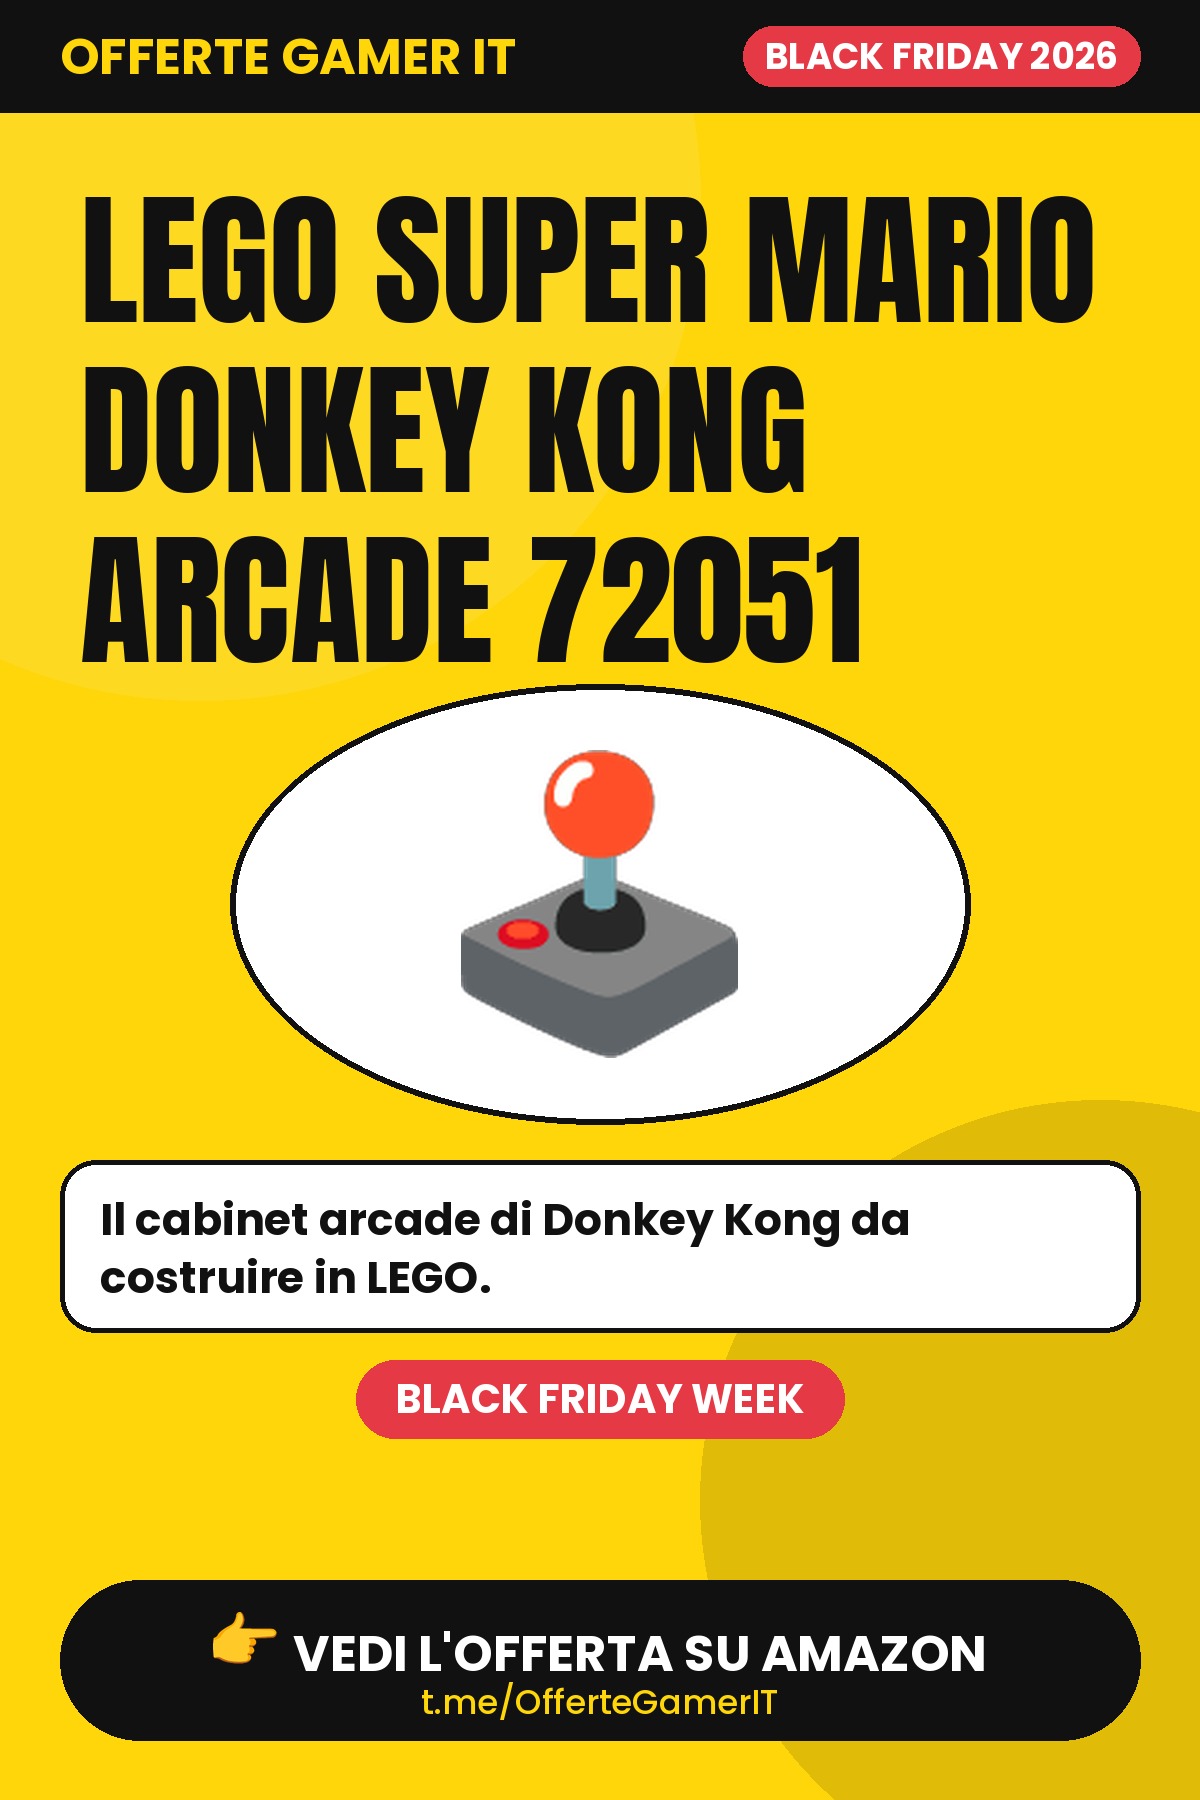 OFFERTE GAMER IT
BLACK FRIDAY 2026
LEGO SUPER MARIO
DONKEY KONG
ARCADE 72051
Il cabinet arcade di Donkey Kong da
costruire in LEGO.
BLACK FRIDAY WEEK
👉 VEDI L'OFFERTA SU AMAZON
t.me/OfferteGamerIT